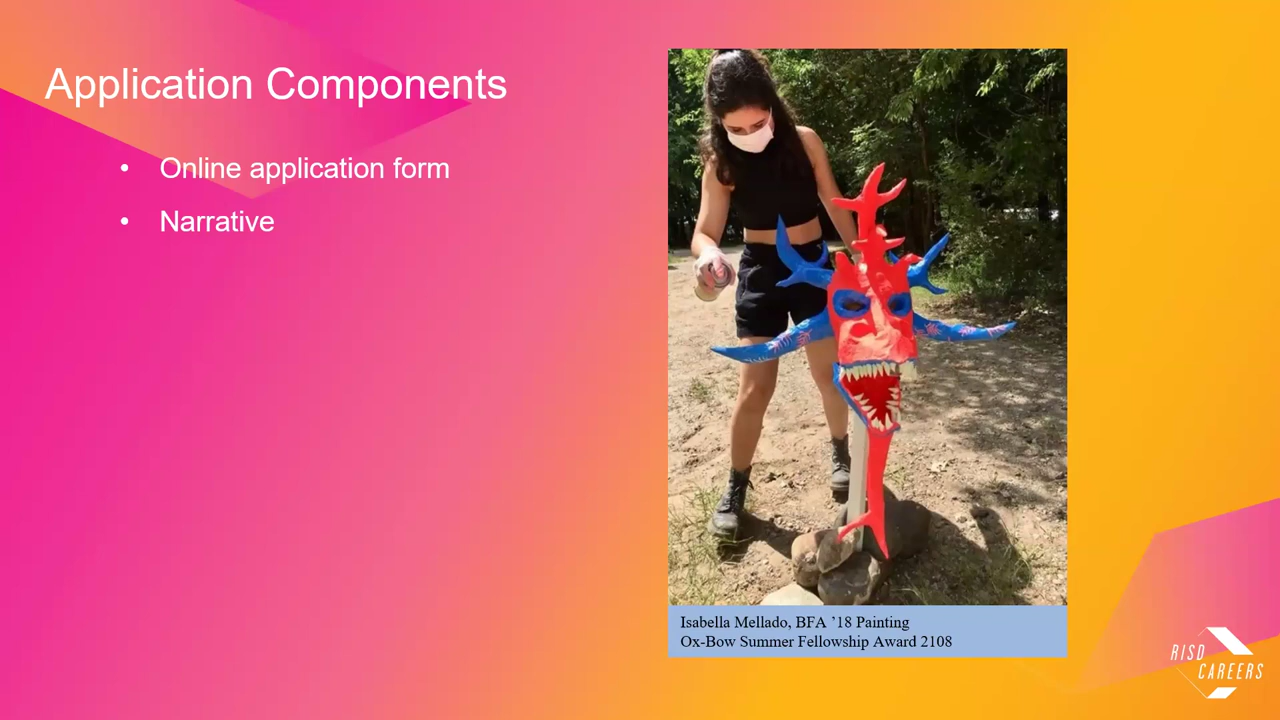 Application Components
• Online application form
• Narrative
Isabella Mellado, BFA ’18 Painting
Ox-Bow Summer Fellowship Award 2108
RISD
CAREERS